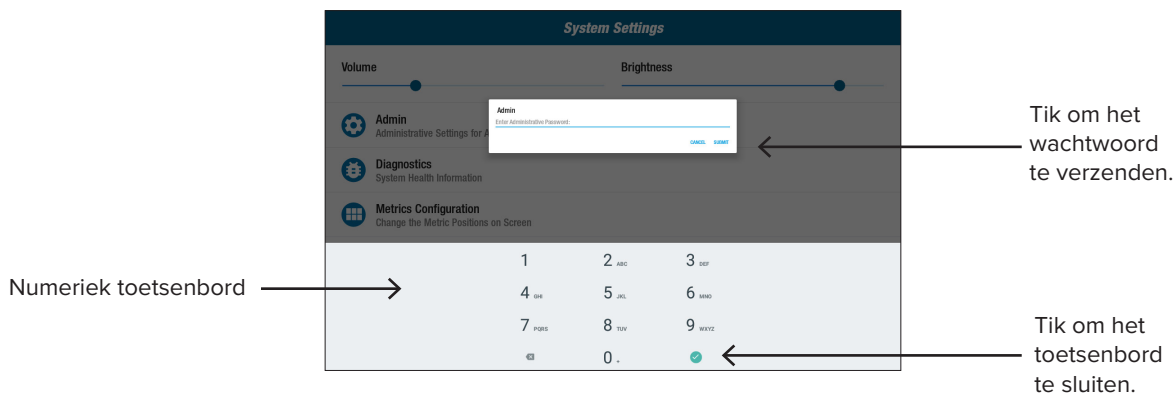 System Settings
Volume
Brightness
Admin
Enter Administrative Password:
CANCEL SUBMIT
Admin
Administrative Settings for A
Diagnostics
System Health Information
Metrics Configuration
Change the Metric Positions on Screen
Tik om het
wachtwoord
te verzenden.
Numeriek toetsenbord
1 2 ABC 3 DEF
4 GHI 5 JKL 6 MNO
7 PQRS 8 TUV 9 WXYZ
0 .
Tik om het
toetsenbord
te sluiten.